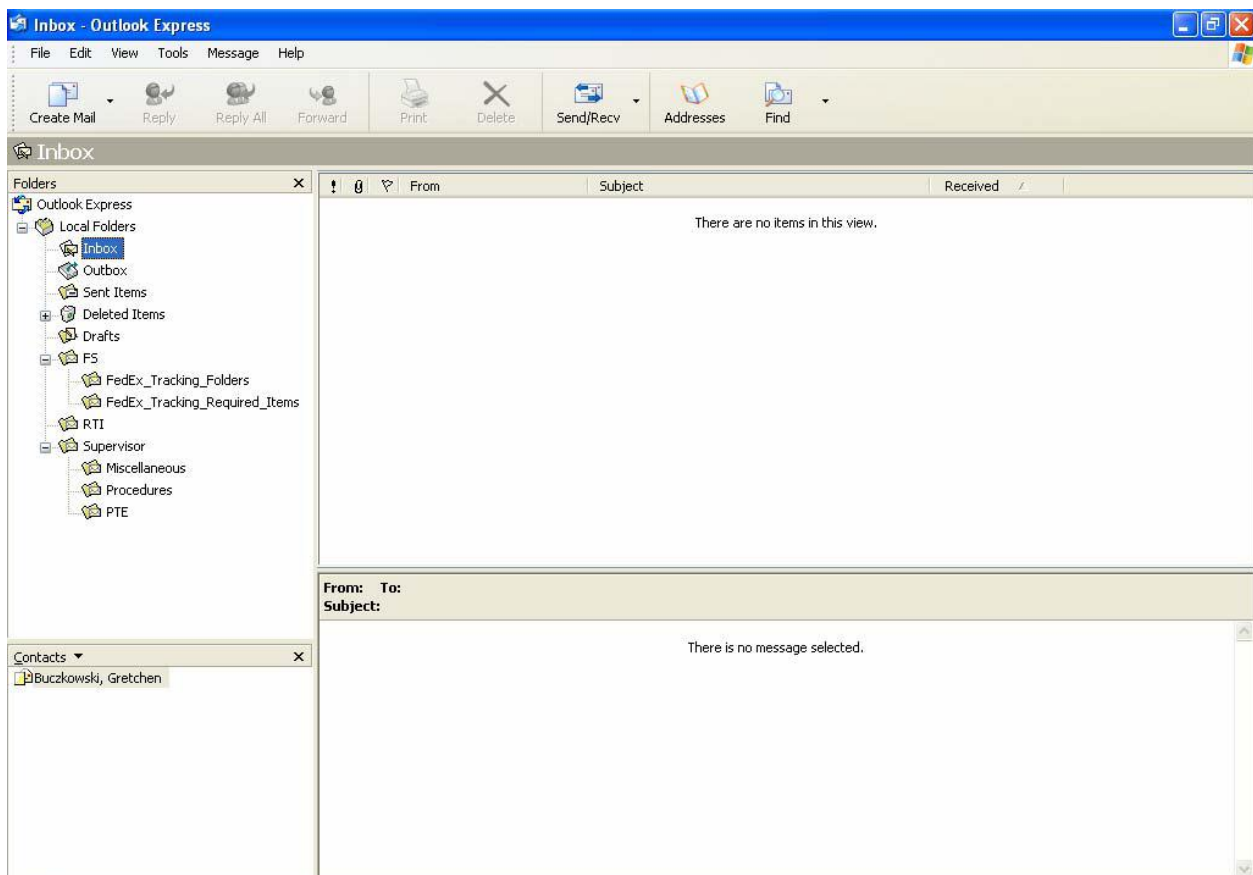 Inbox - Outlook Express
File Edit View Tools Message Help
Create Mail Reply Reply All Forward Print Delete Send/Recv Addresses Find
Inbox
Folders
! From Subject Received
Outlook Express
There are no items in this view.
Local Folders
Inbox
Outbox
Sent Items
Deleted Items
Drafts
FS
FedEx_Tracking_Folders
FedEx_Tracking_Required_Items
RTI
Supervisor
Miscellaneous
Procedures
PTE
From: To:
Subject:
There is no message selected.
Contacts
Buczkowski, Gretchen